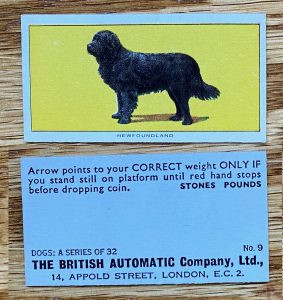 NEWFOUNDLAND
Arrow points to your CORRECT weight ONLY IF
you stand still on platform until red hand stops
before dropping coin. STONES POUNDS
DOGS: A SERIES OF 32 No. 9
THE BRITISH AUTOMATIC Company, Ltd.,
14, APPOLD STREET, LONDON, E.C. 2.